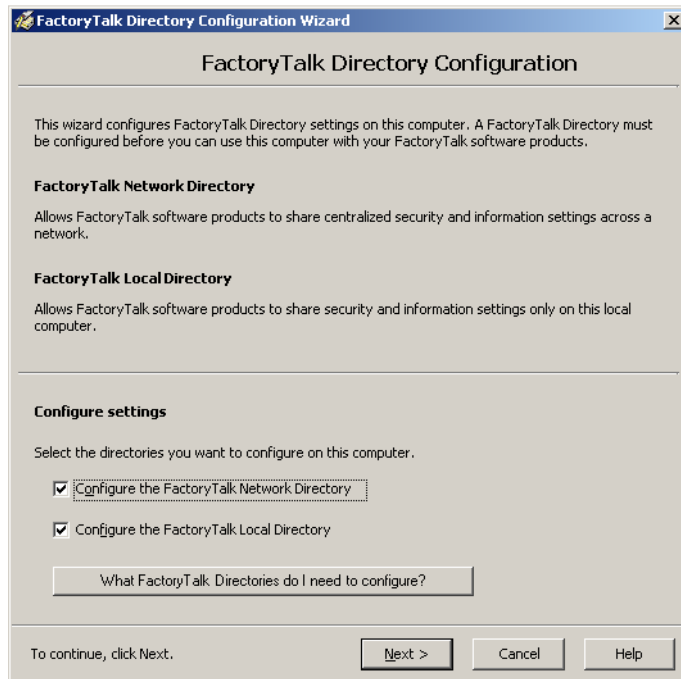 FactoryTalk Directory Configuration Wizard
FactoryTalk Directory Configuration
This wizard configures FactoryTalk Directory settings on this computer. A FactoryTalk Directory must
be configured before you can use this computer with your FactoryTalk software products.
FactoryTalk Network Directory
Allows FactoryTalk software products to share centralized security and information settings across a
network.
FactoryTalk Local Directory
Allows FactoryTalk software products to share security and information settings only on this local
computer.
Configure settings
Select the directories you want to configure on this computer.
Configure the FactoryTalk Network Directory
Configure the FactoryTalk Local Directory
What FactoryTalk Directories do I need to configure?
To continue, click Next.
Next >
Cancel
Help